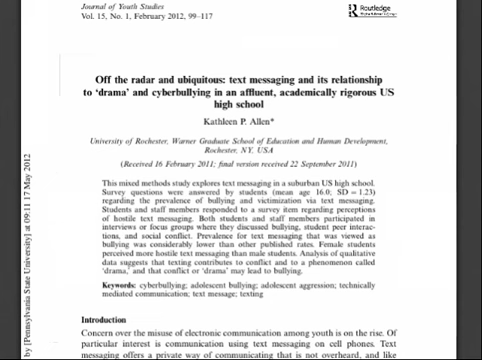 Journal of Youth Studies
Vol. 15, No. 1, February 2012, 99–117
Routledge
Off the radar and ubiquitous: text messaging and its relationship
to 'drama' and cyberbullying in an affluent, academically rigorous US
high school
Kathleen P. Allen*
University of Rochester, Warner Graduate School of Education and Human Development,
Rochester, NY, USA
(Received 16 February 2011; final version received 22 September 2011)
This mixed methods study explores text messaging in a suburban US high school.
Survey questions were answered by students (mean age 16.0; SD = 1.23)
regarding the prevalence of bullying and victimization via text messaging.
Students and staff members responded to a survey item regarding perceptions
of hostile text messaging. Both students and staff members participated in
interviews or focus groups where they discussed bullying, student peer interac-
tions, and social conflict. Prevalence for text messaging that was viewed as
bullying was considerably lower than other published rates. Female students
perceived more hostile text messaging than male students. Analysis of qualitative
data suggests that texting contributes to conflict and to a phenomenon called
'drama,' and that conflict or 'drama' may lead to bullying.
Keywords: cyberbullying; adolescent bullying; adolescent aggression; technically
mediated communication; text message; texting
Introduction
Concern over the misuse of electronic communication among youth is on the rise. Of
particular interest is communication using text messaging on cell phones. Text
messaging offers a private way of communicating that is not overheard, and like
by [Pennsylvania State University] at 09:11 17 May 2012